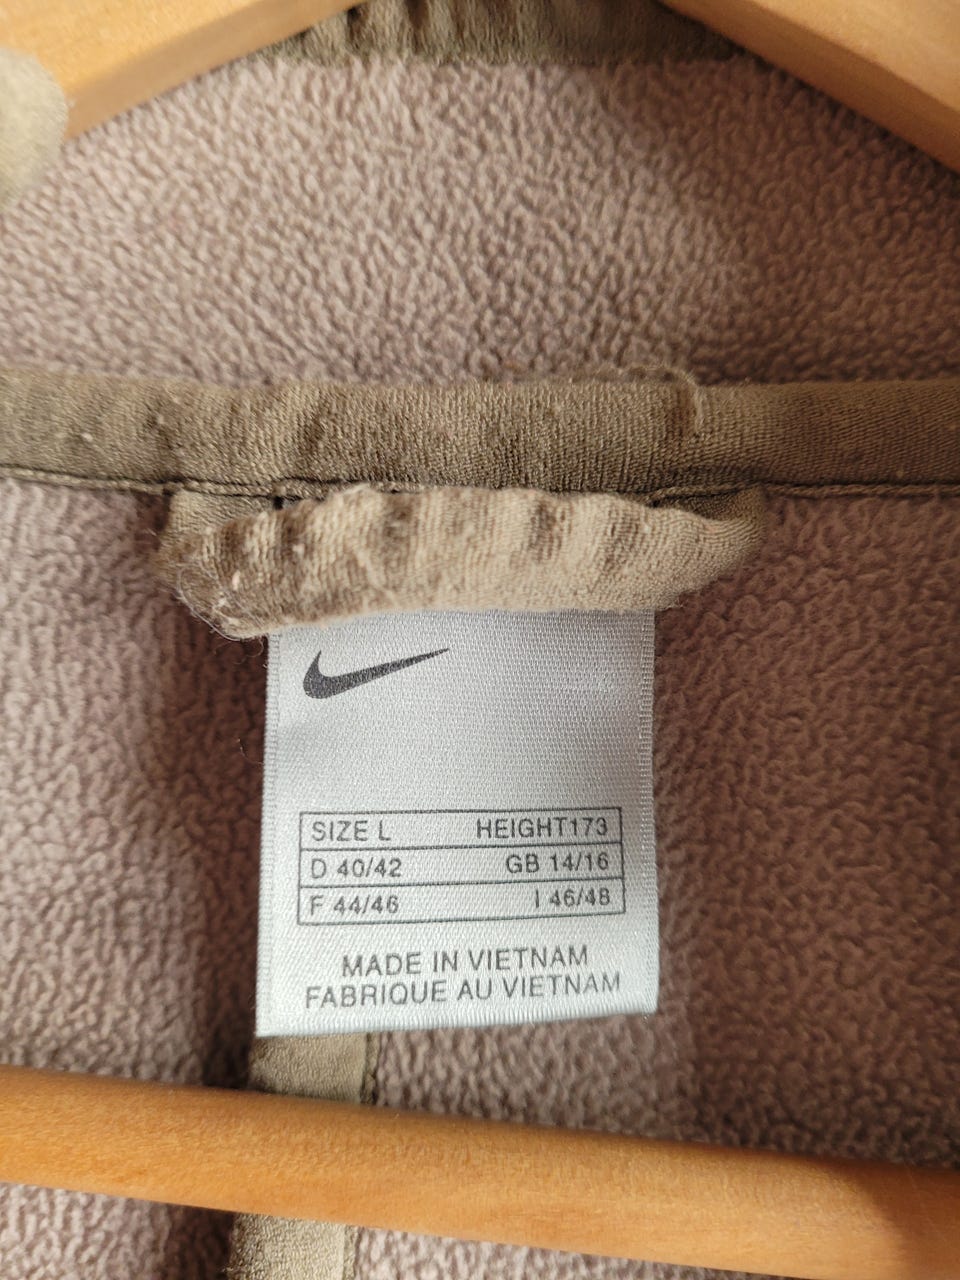 SIZE L HEIGHT173
D 40/42 GB 14/16
F 44/46 I 46/48
MADE IN VIETNAM
FABRIQUE AU VIETNAM